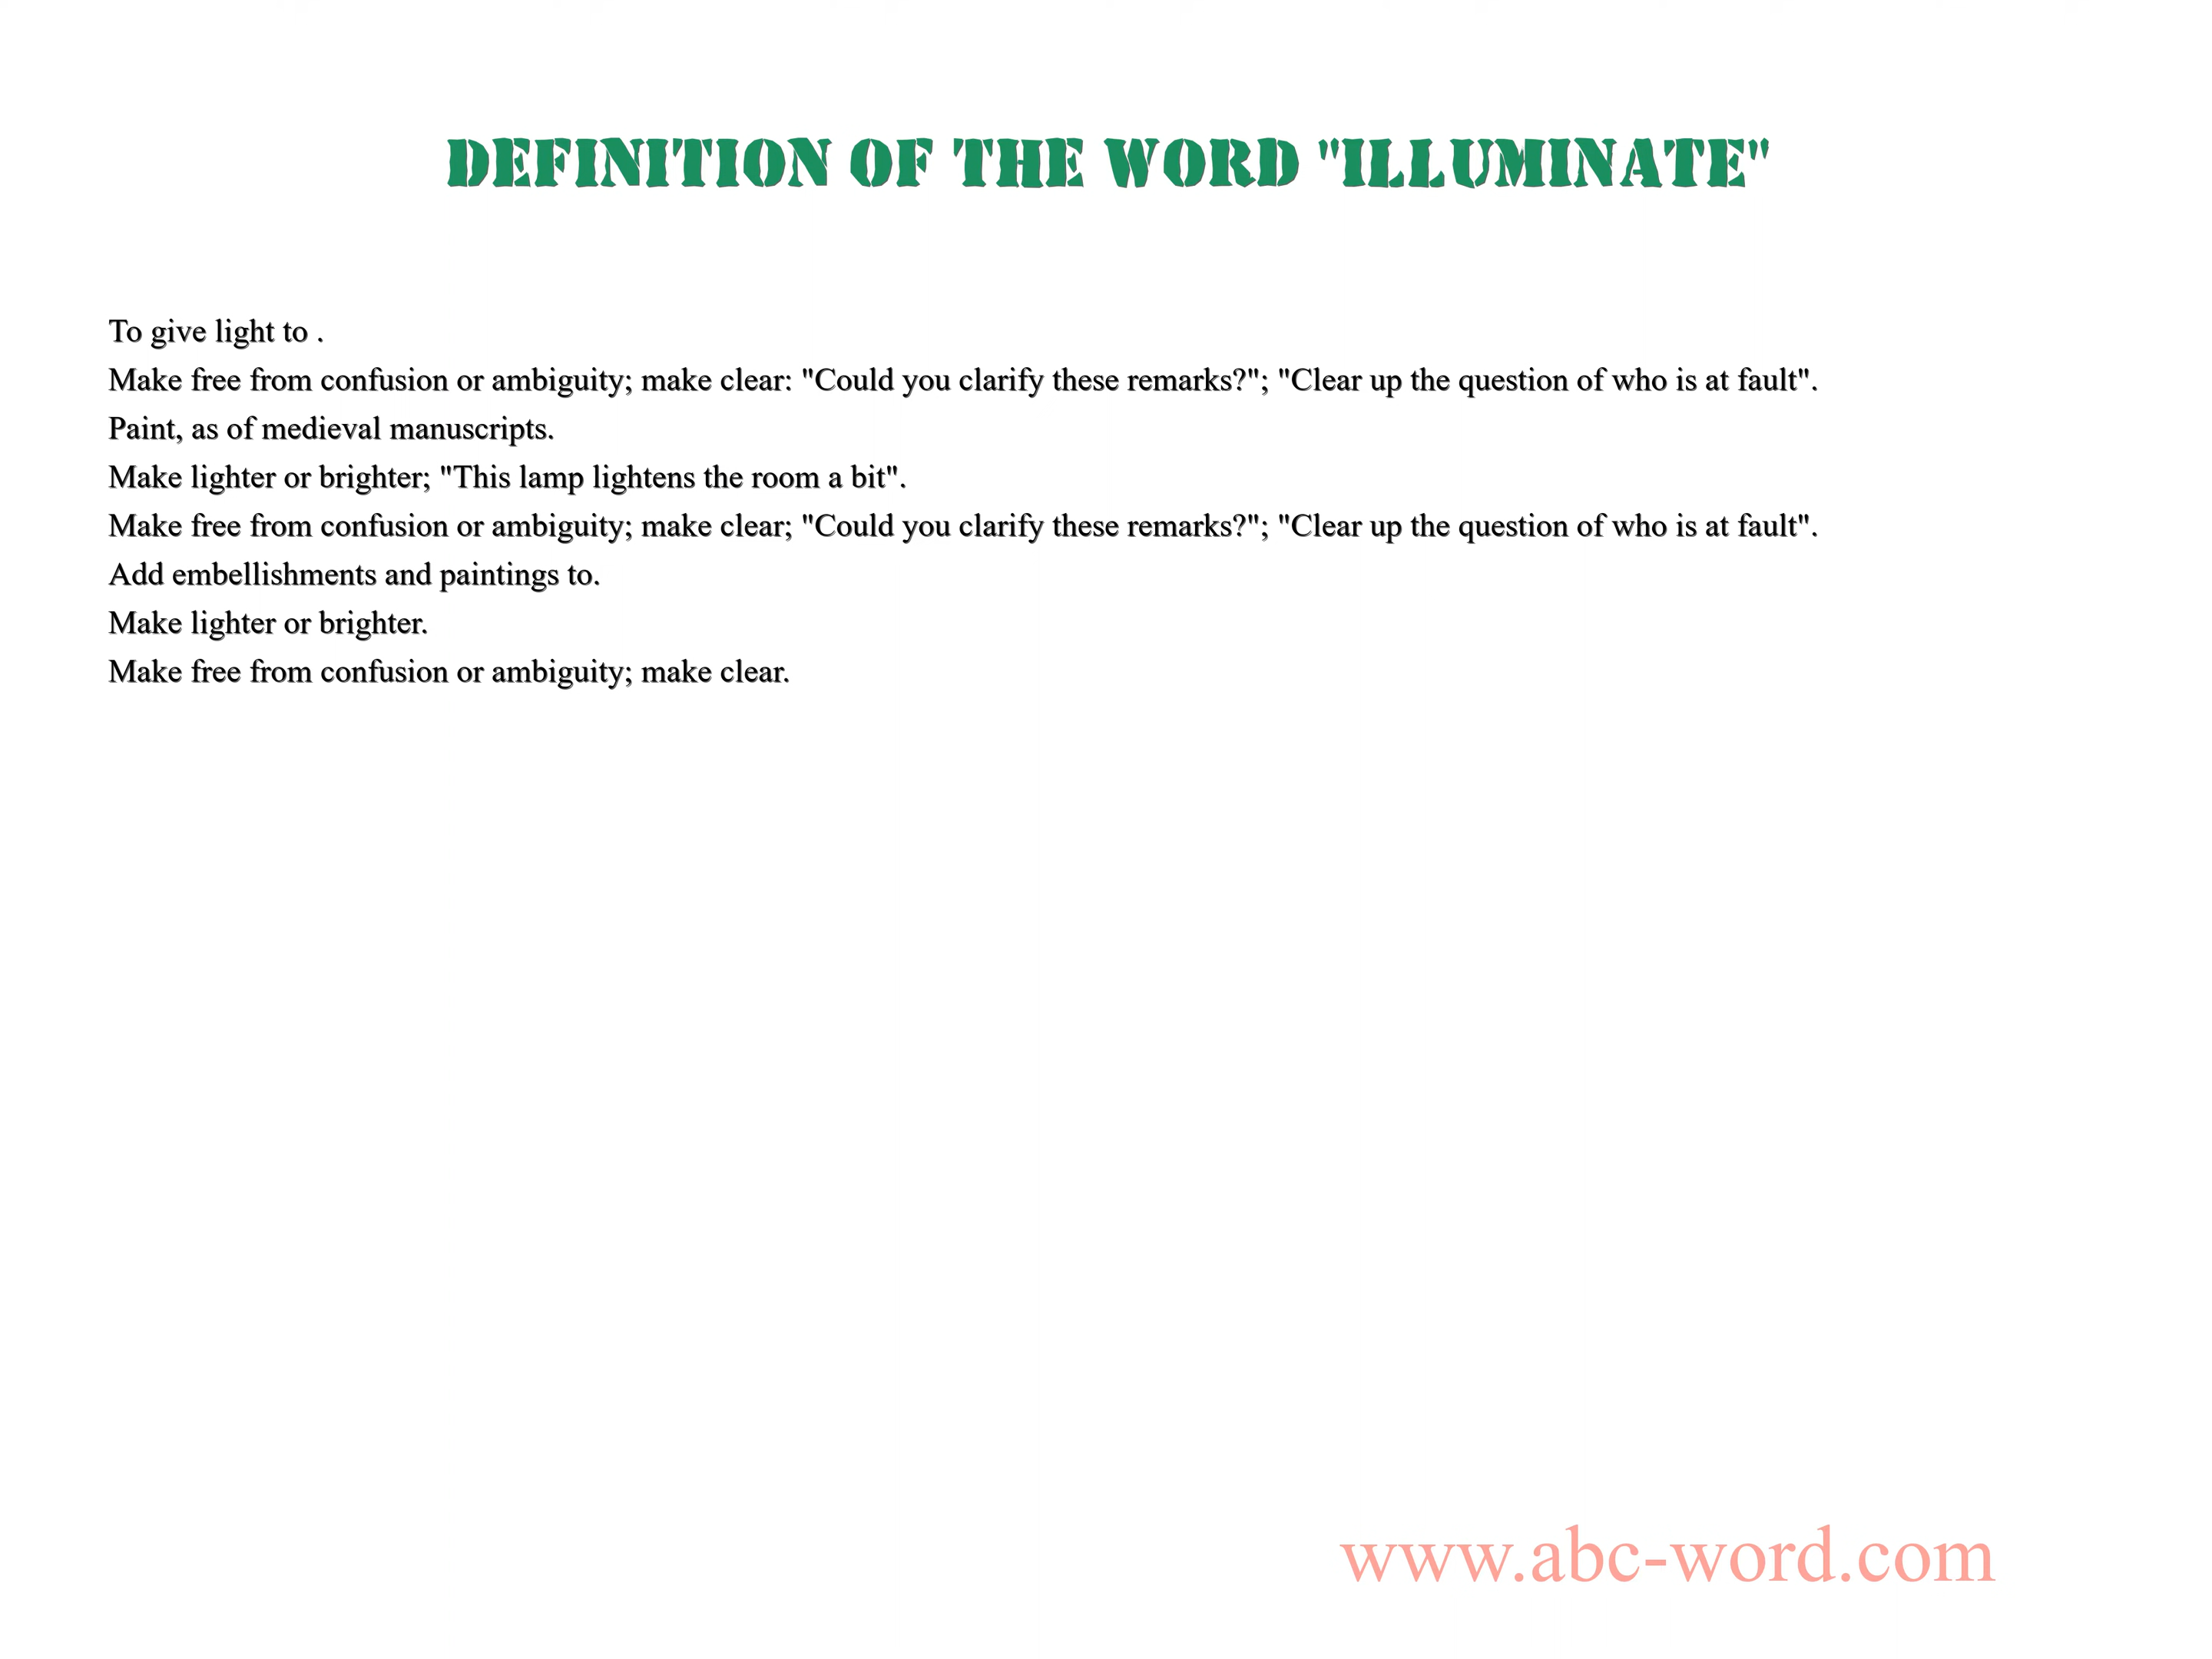 DEFINITION OF THE WORD "ILLUMINATE"
To give light to .
Make free from confusion or ambiguity; make clear: "Could you clarify these remarks?"; "Clear up the question of who is at fault".
Paint, as of medieval manuscripts.
Make lighter or brighter; "This lamp lightens the room a bit".
Make free from confusion or ambiguity; make clear; "Could you clarify these remarks?"; "Clear up the question of who is at fault".
Add embellishments and paintings to.
Make lighter or brighter.
Make free from confusion or ambiguity; make clear.
www.abc-word.com